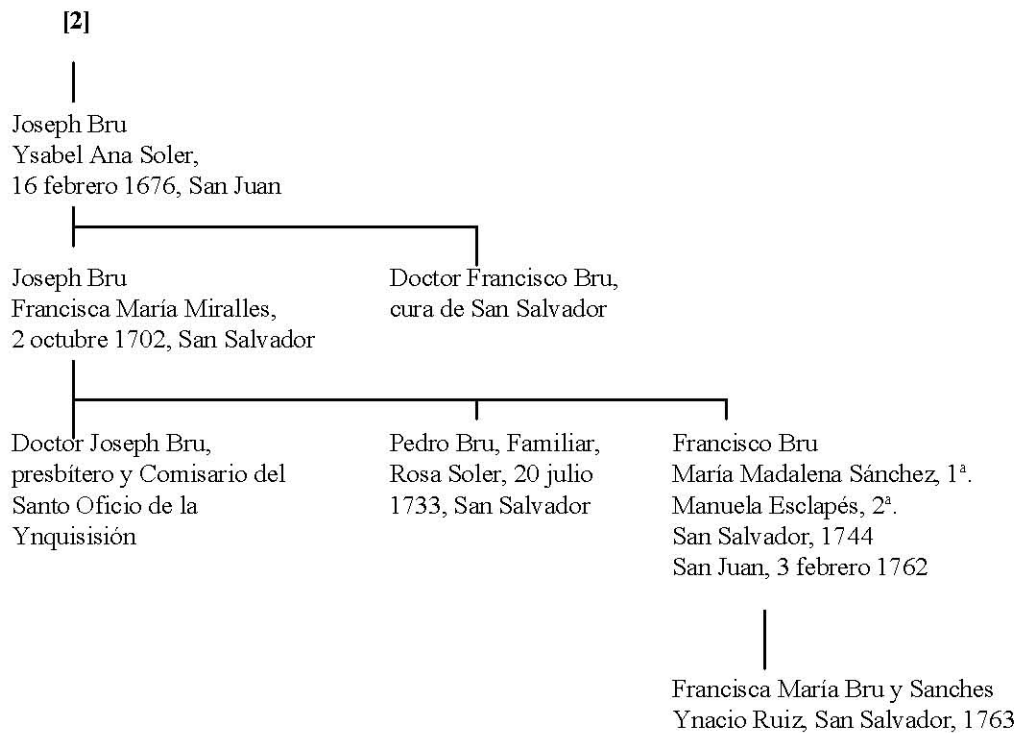 [2]
Joseph Bru
Ysabel Ana Soler,
16 febrero 1676, San Juan
Joseph Bru
Francisca María Miralles,
2 octubre 1702, San Salvador
Doctor Francisco Bru,
cura de San Salvador
Doctor Joseph Bru,
presbítero y Comisario del
Santo Oficio de la
Ynquisisión
Pedro Bru, Familiar,
Rosa Soler, 20 julio
1733, San Salvador
Francisco Bru
María Madalena Sánchez, 1ª.
Manuela Esclapés, 2ª.
San Salvador, 1744
San Juan, 3 febrero 1762
Francisca María Bru y Sanches
Ynacio Ruiz, San Salvador, 1763